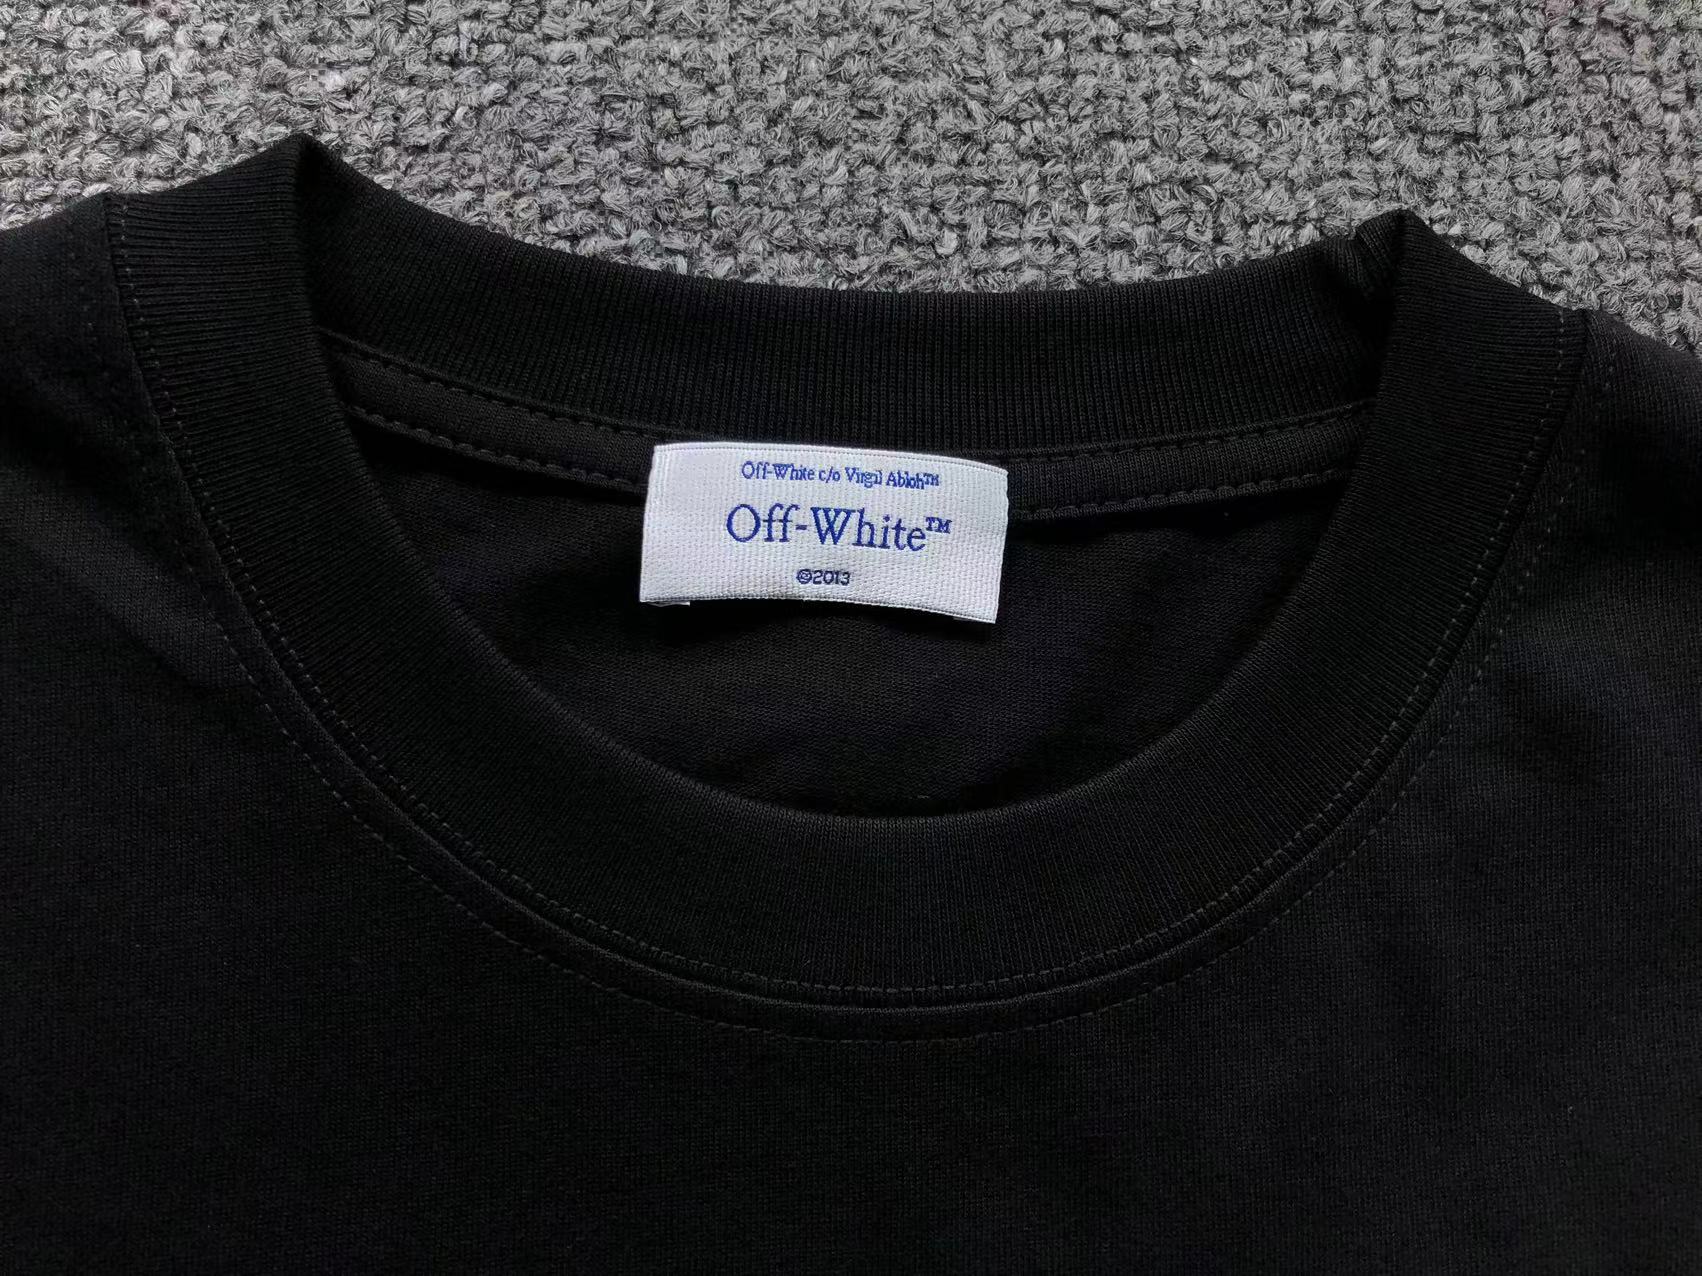 Off-White c/o Virgil Abloh™
Off-White™
©2013